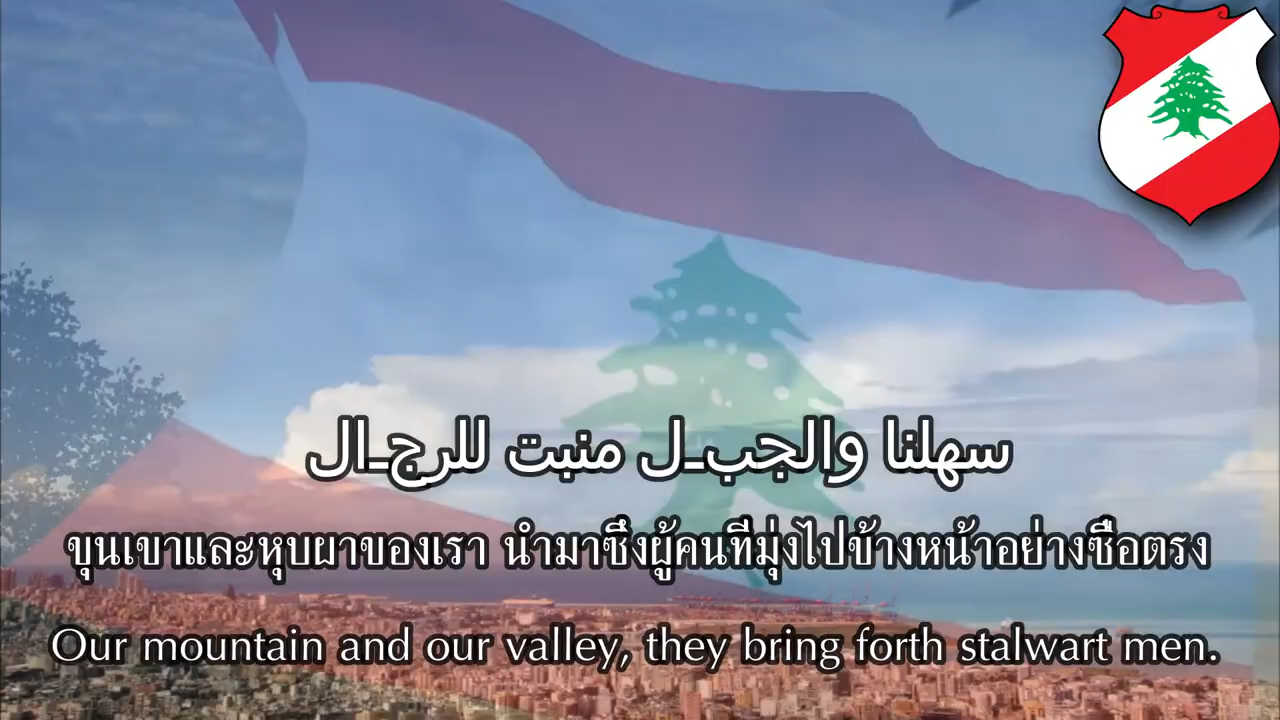 سهلنا والجبـل منبت للرجـال
ขุนเขาและหุบผาของเรา นำมาซึ่งผู้คนที่มุ่งไปข้างหน้าอย่างซื่อตรง
Our mountain and our valley, they bring forth stalwart men.